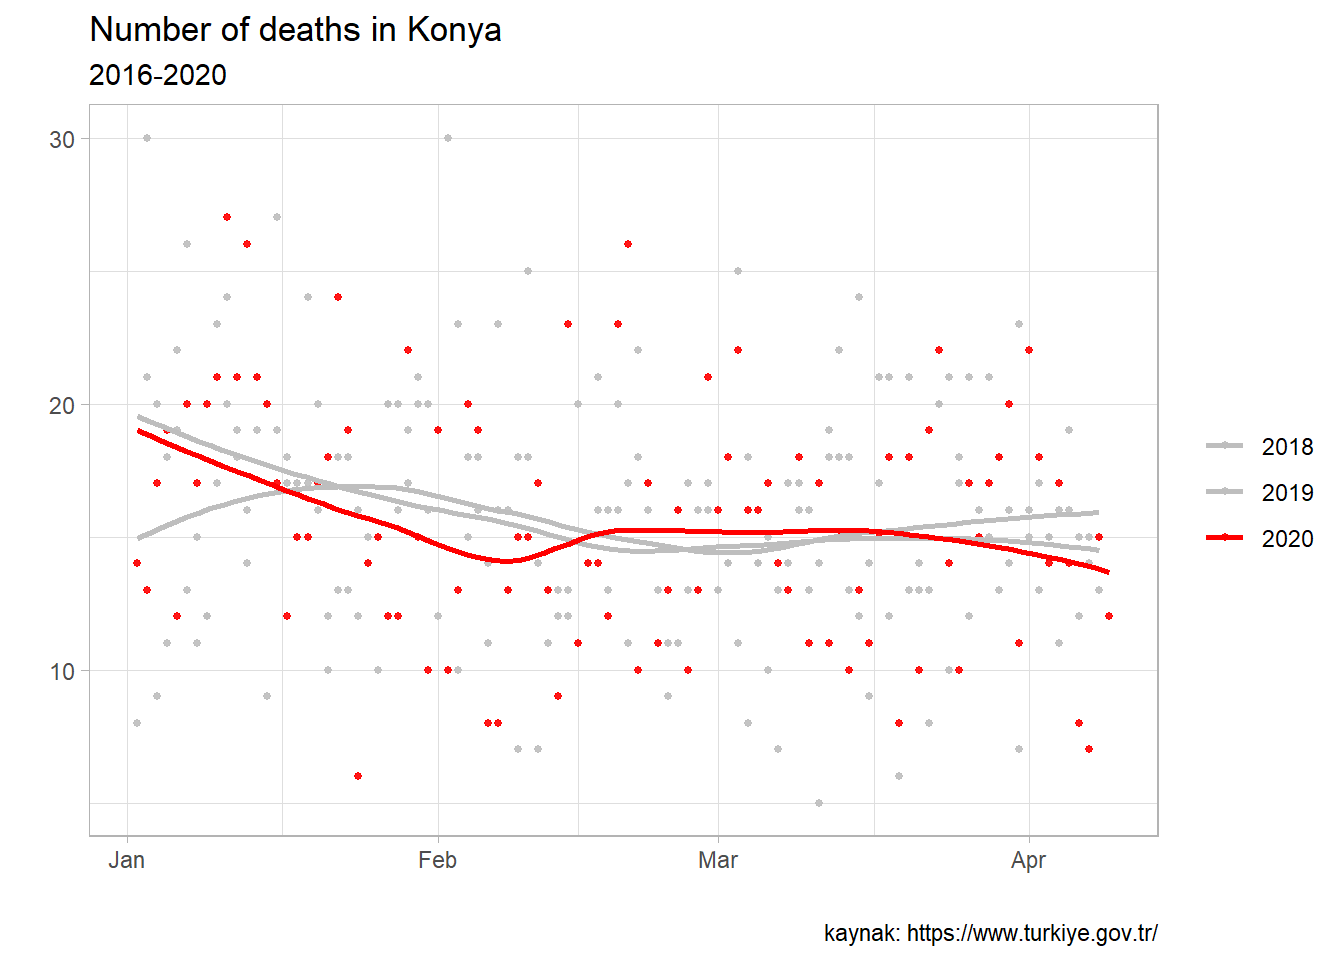 Number of deaths in Konya
2016-2020
30
20
10
Jan
Feb
Mar
Apr
2018
2019
2020
kaynak: https://www.turkiye.gov.tr/